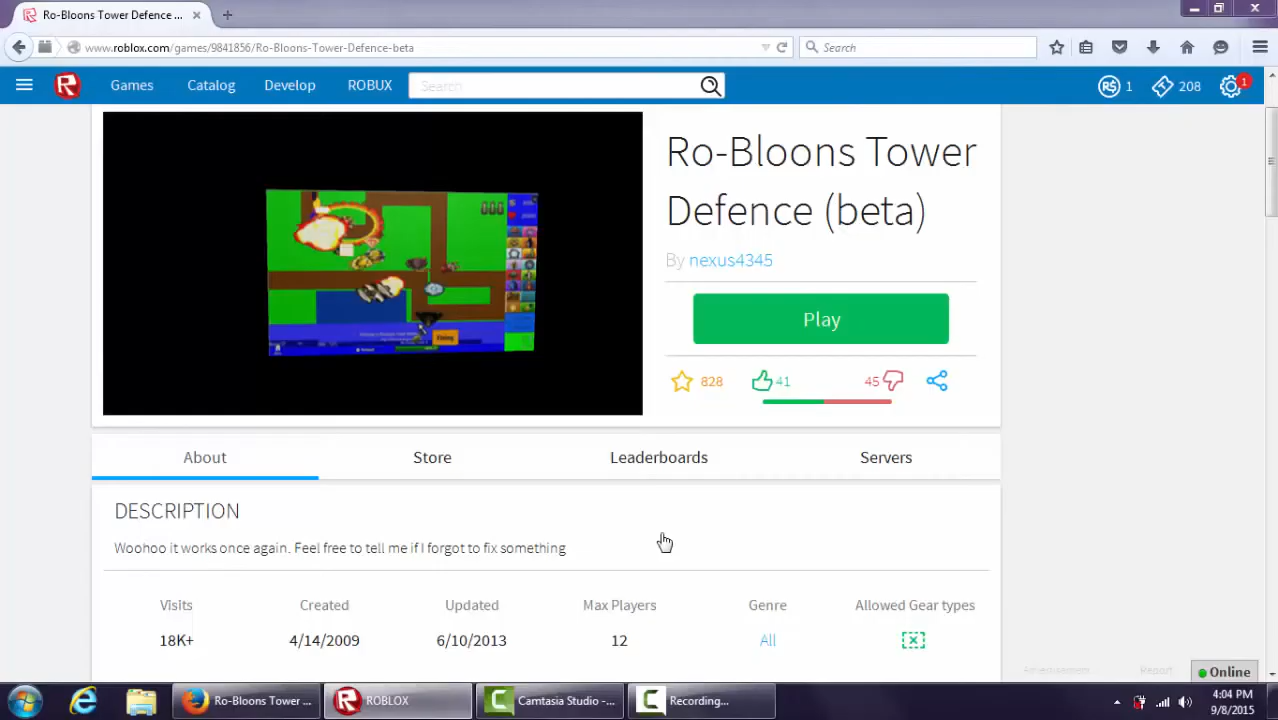 Ro-Bloons Tower Defence ...
www.roblox.com/games/9841856/Ro-Bloons-Tower-Defence-beta
Search
Games
Catalog
Develop
ROBUX
Search
R$ 1
208
1
Ro-Bloons Tower
Defence (beta)
By nexus4345
Play
828
41
45
About
Store
Leaderboards
Servers
DESCRIPTION
Woohoo it works once again. Feel free to tell me if I forgot to fix something
Visits
Created
Updated
Max Players
Genre
Allowed Gear types
18K+
4/14/2009
6/10/2013
12
All
Advertisement
Report
Online
Ro-Bloons Tower ...
ROBLOX
Camtasia Studio -...
Recording...
4:04 PM
9/8/2015